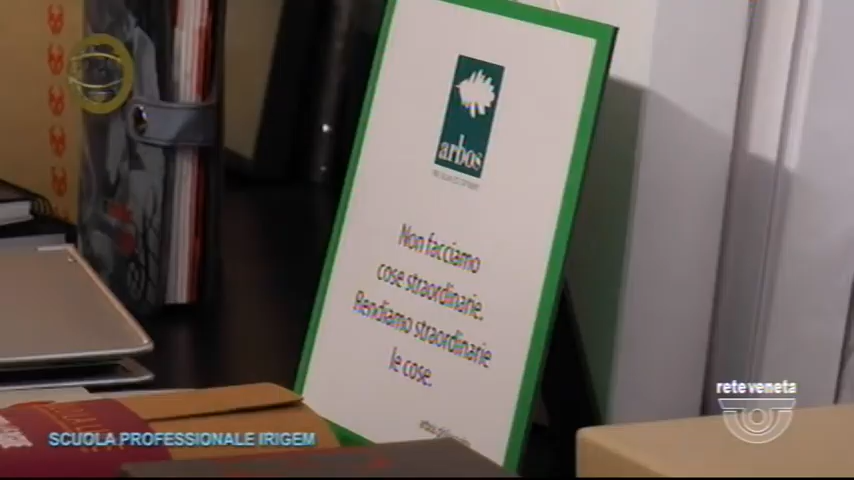 arbos
Non facciamo
cose straordinarie.
Rendiamo straordinarie
le cose.
SCUOLA PROFESSIONALE IRIGEM
rete veneta